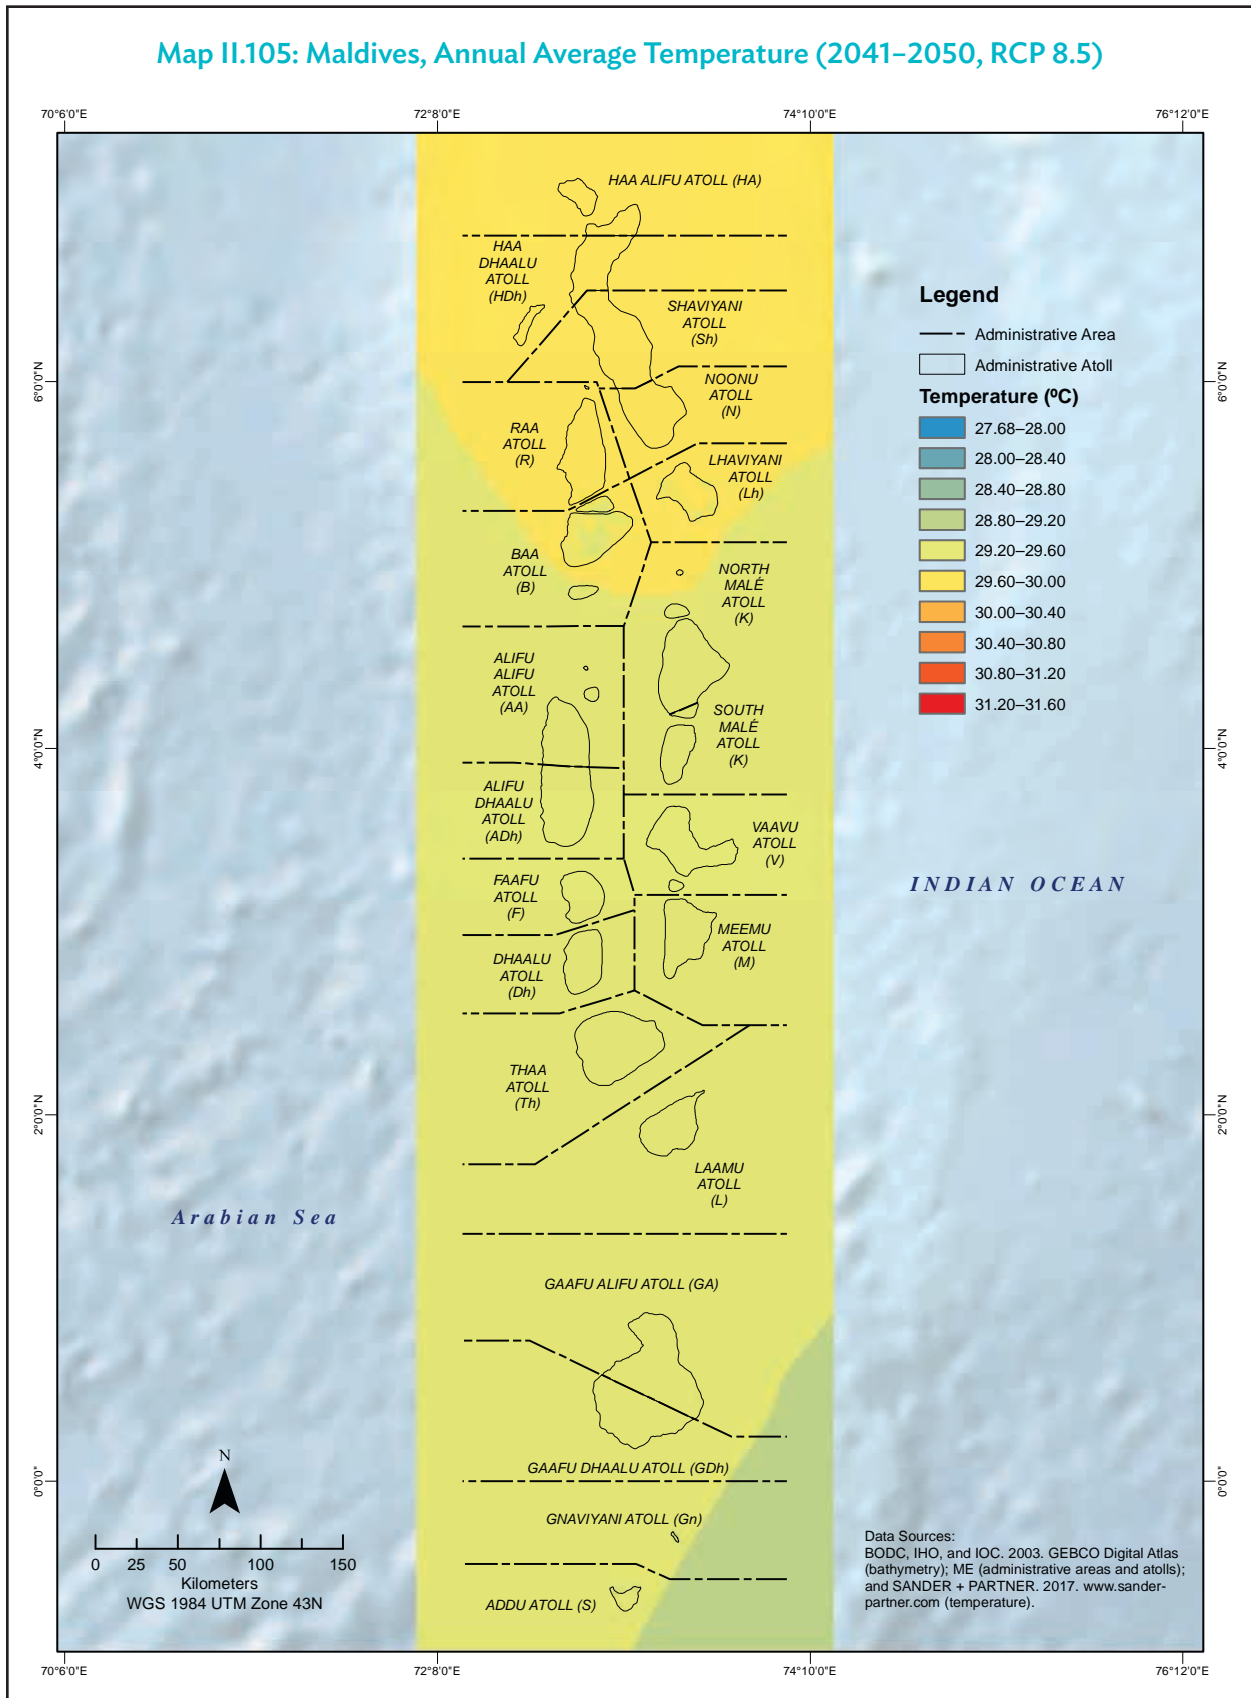 Map II.105: Maldives, Annual Average Temperature (2041–2050, RCP 8.5)
70°6'0"E
72°8'0"E
74°10'0"E
76°12'0"E
HAA ALIFU ATOLL (HA)
HAA
DHAALU
ATOLL
(HDh)
SHAVIYANI
ATOLL
(Sh)
6°0'0"N
6°0'0"N
NOONU
ATOLL
(N)
RAA
ATOLL
(R)
LHAVIYANI
ATOLL
(Lh)
BAA
ATOLL
(B)
NORTH
MALÉ
ATOLL
(K)
ALIFU
ALIFU
ATOLL
(AA)
SOUTH
MALÉ
ATOLL
(K)
4°0'0"N
4°0'0"N
ALIFU
DHAALU
ATOLL
(ADh)
VAAVU
ATOLL
(V)
FAAFU
ATOLL
(F)
MEEMU
ATOLL
(M)
DHAALU
ATOLL
(Dh)
THAA
ATOLL
(Th)
2°0'0"N
2°0'0"N
LAAMU
ATOLL
(L)
GAAFU ALIFU ATOLL (GA)
GAAFU DHAALU ATOLL (GDh)
0°0'0"
0°0'0"
GNAVIYANI ATOLL (Gn)
ADDU ATOLL (S)
Arabian Sea
INDIAN OCEAN
Legend
Administrative Area
Administrative Atoll
Temperature (ºC)
27.68–28.00
28.00–28.40
28.40–28.80
28.80–29.20
29.20–29.60
29.60–30.00
30.00–30.40
30.40–30.80
30.80–31.20
31.20–31.60
N
0 25 50 100 150
Kilometers
WGS 1984 UTM Zone 43N
Data Sources:
BODC, IHO, and IOC. 2003. GEBCO Digital Atlas
(bathymetry); ME (administrative areas and atolls);
and SANDER + PARTNER. 2017. www.sander-
partner.com (temperature).
70°6'0"E
72°8'0"E
74°10'0"E
76°12'0"E